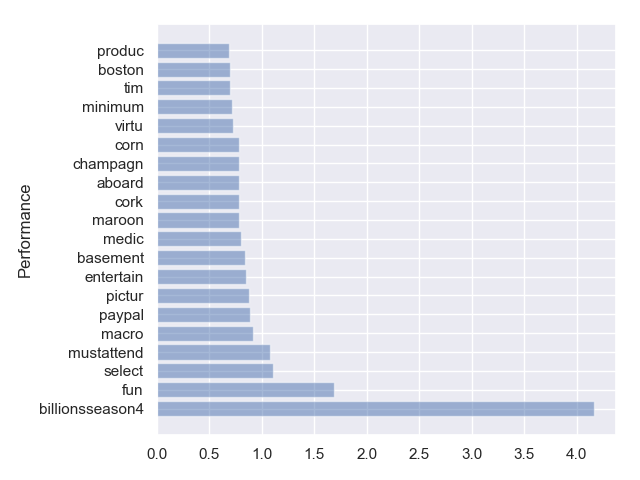 produc
boston
tim
minimum
virtu
corn
champagn
aboard
cork
maroon
medic
basement
entertain
pictur
paypal
macro
mustattend
select
fun
billionsseason4
Performance
0.0 0.5 1.0 1.5 2.0 2.5 3.0 3.5 4.0